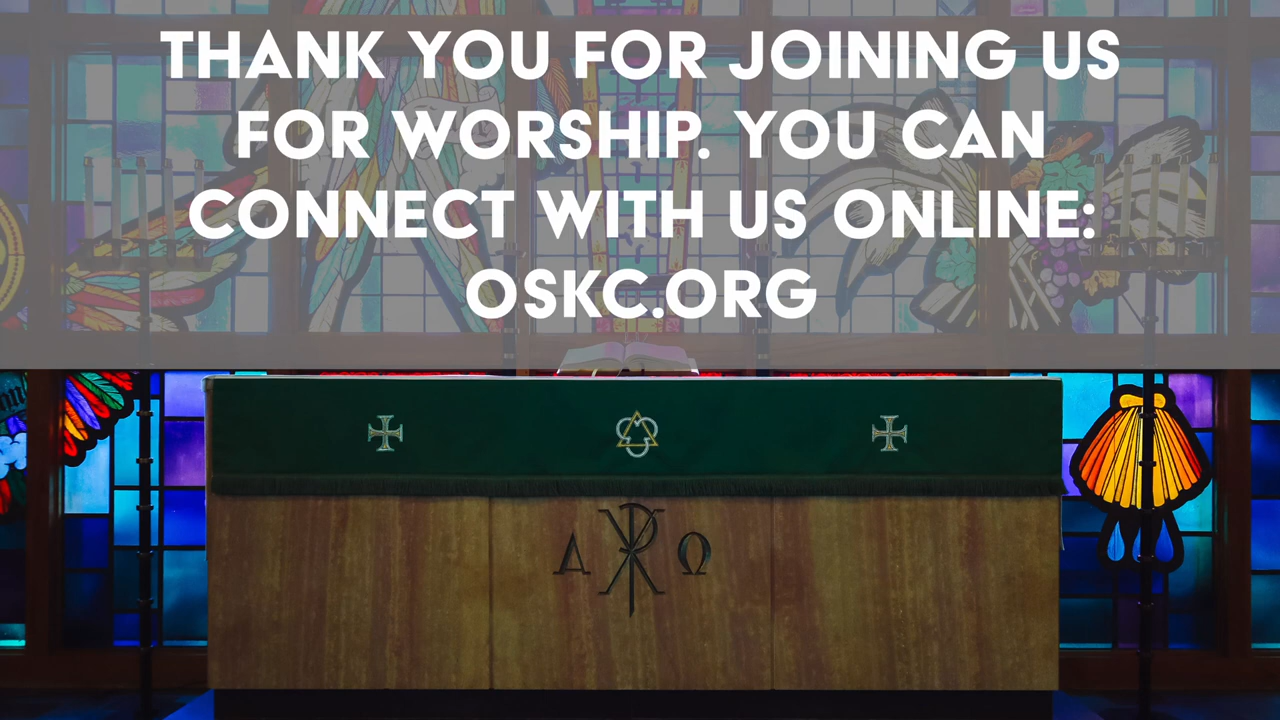 THANK YOU FOR JOINING US
FOR WORSHIP. YOU CAN
CONNECT WITH US ONLINE:
OSKC.ORG
Α ☧ Ω